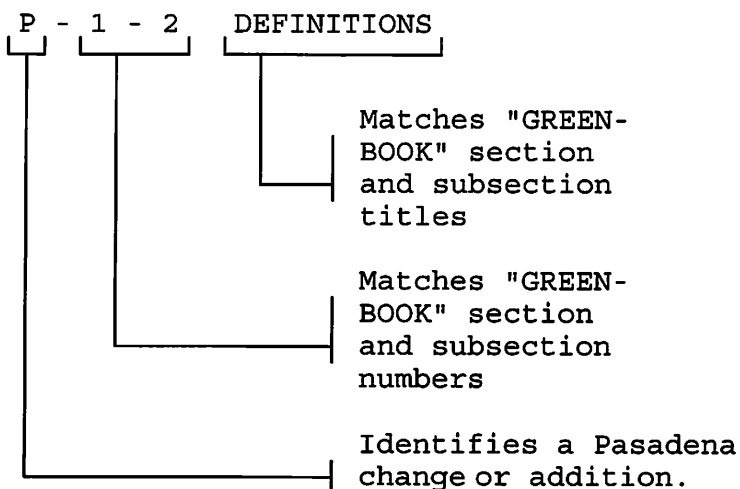 P - 1 - 2 DEFINITIONS
Matches "GREEN-
BOOK" section
and subsection
titles
Matches "GREEN-
BOOK" section
and subsection
numbers
Identifies a Pasadena
change or addition.